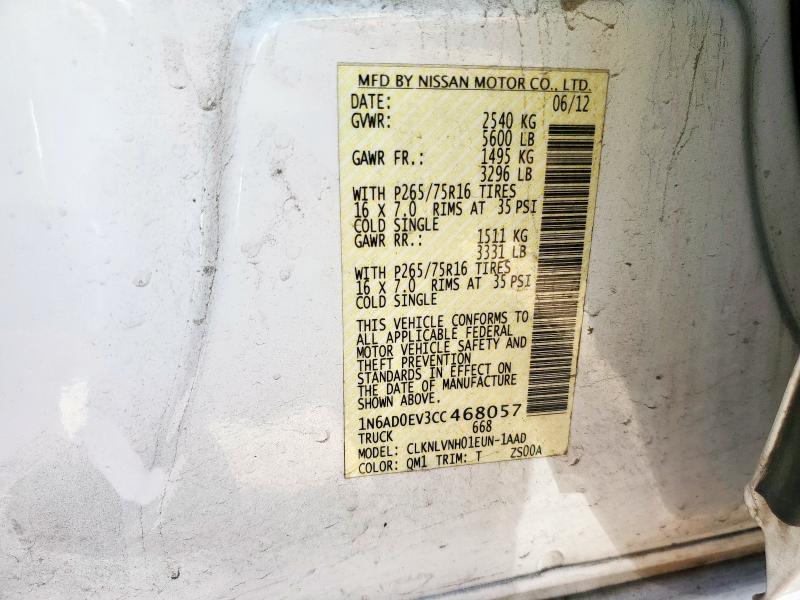 MFD BY NISSAN MOTOR CO., LTD.
DATE: 06/12
GVWR: 2540 KG
5600 LB
GAWR FR.: 1495 KG
3296 LB
WITH P265/75R16 TIRES
16 X 7.0 RIMS AT 35 PSI
COLD SINGLE
GAWR RR.: 1511 KG
3331 LB
WITH P265/75R16 TIRES
16 X 7.0 RIMS AT 35 PSI
COLD SINGLE
THIS VEHICLE CONFORMS TO
ALL APPLICABLE FEDERAL
MOTOR VEHICLE SAFETY AND
THEFT PREVENTION
STANDARDS IN EFFECT ON
THE DATE OF MANUFACTURE
SHOWN ABOVE.
1N6AD0EV3CC468057
TRUCK 668
MODEL: CLKNLVNH01EUN-1AAD
COLOR: QM1 TRIM: T ZS00A